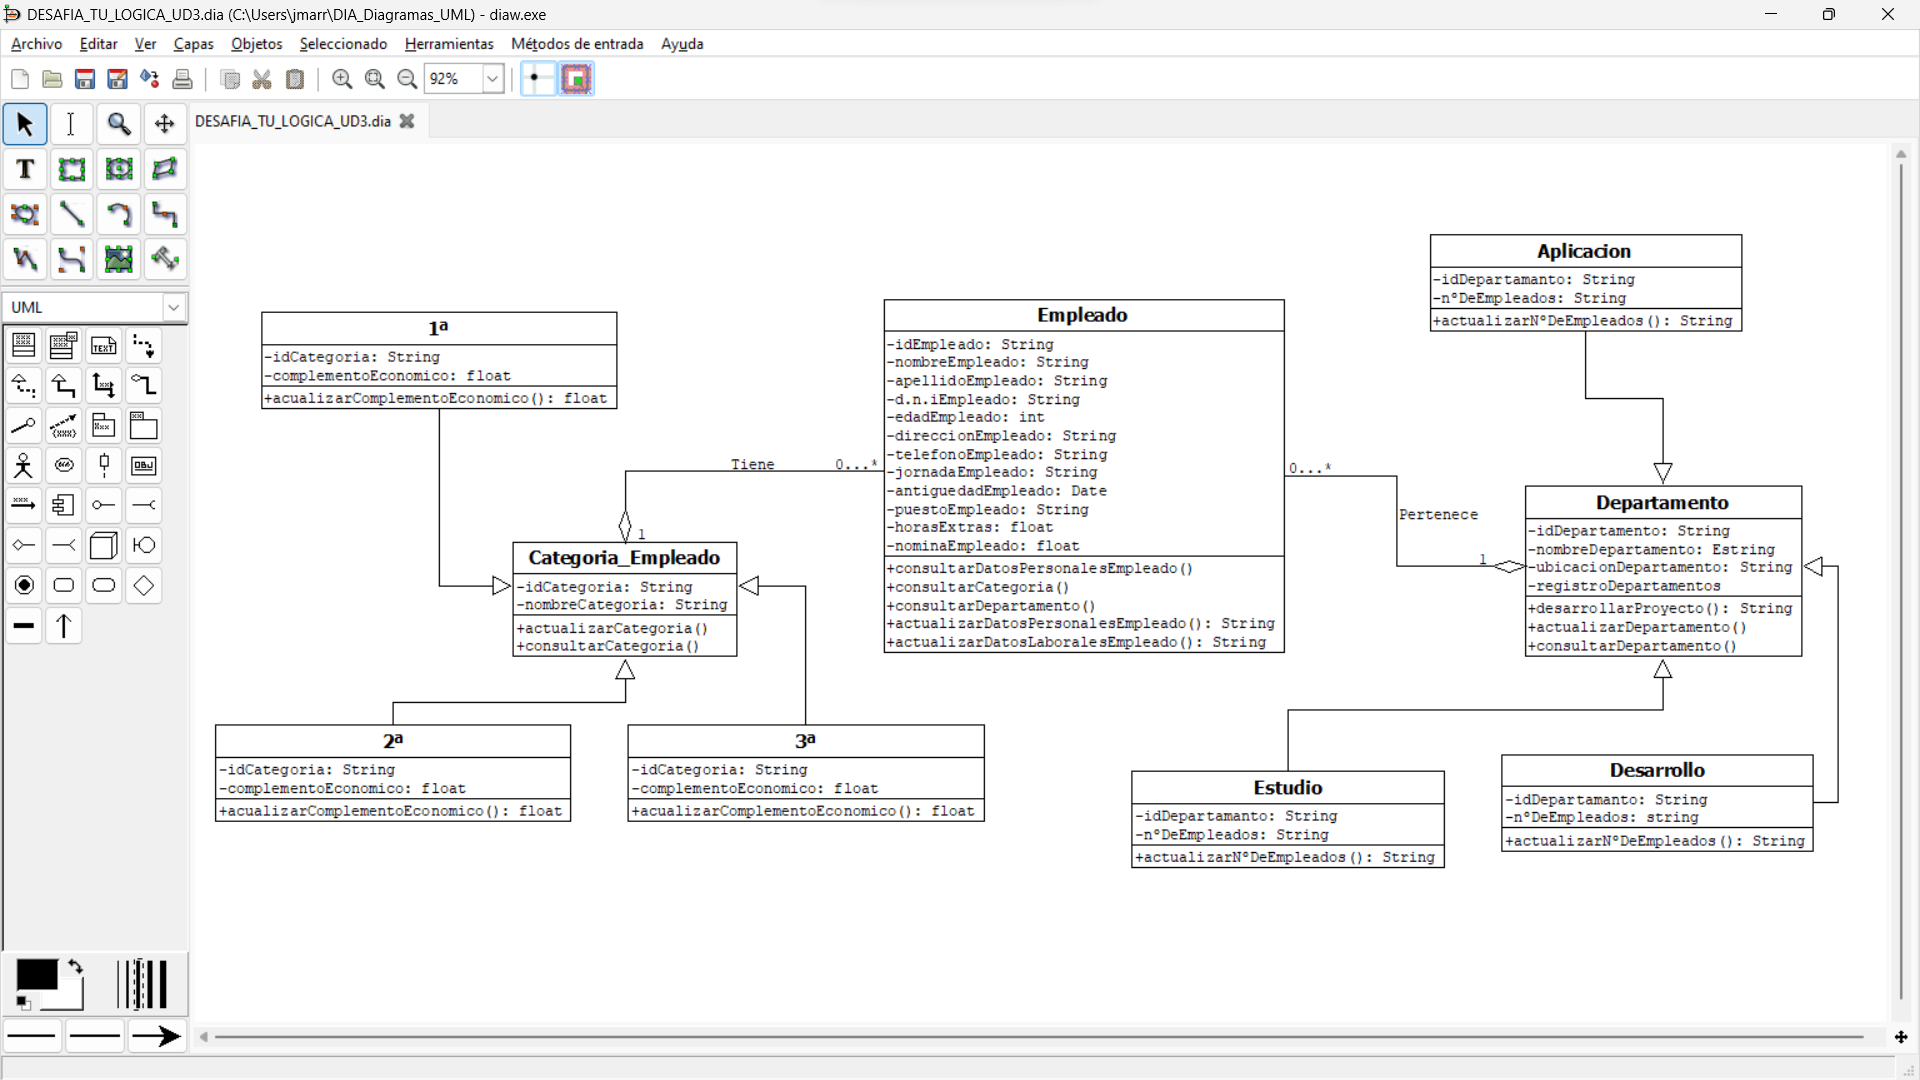 DESAFIA_TU_LOGICA_UD3.dia (C:\Users\jmarr\DIA_Diagramas_UML) - diaw.exe
Archivo Editar Ver Capas Objetos Seleccionado Herramientas Métodos de entrada Ayuda
92%
DESAFIA_TU_LOGICA_UD3.dia
T
UML
TEXT
OBJ
Aplicacion
-idDepartamanto: String
-nºDeEmpleados: String
+actualizarNºDeEmpleados(): String
1ª
-idCategoria: String
-complementoEconomico: float
+acualizarComplementoEconomico(): float
Empleado
-idEmpleado: String
-nombreEmpleado: String
-apellidoEmpleado: String
-d.n.iEmpleado: String
-edadEmpleado: int
-direccionEmpleado: String
-telefonoEmpleado: String
-jornadaEmpleado: String
-antiguedadEmpleado: Date
-puestoEmpleado: String
-horasExtras: float
-nominaEmpleado: float
+consultarDatosPersonalesEmpleado()
+consultarCategoria()
+consultarDepartamento()
+actualizarDatosPersonalesEmpleado(): String
+actualizarDatosLaboralesEmpleado(): String
Tiene
0...*
1
0...*
Pertenece
1
Categoria_Empleado
-idCategoria: String
-nombreCategoria: String
+actualizarCategoria()
+consultarCategoria()
Departamento
-idDepartamento: String
-nombreDepartamento: Estring
-ubicacionDepartamento: String
-registroDepartamentos
+desarrollarProyecto(): String
+actualizarDepartamento()
+consultarDepartamento()
2ª
-idCategoria: String
-complementoEconomico: float
+acualizarComplementoEconomico(): float
3ª
-idCategoria: String
-complementoEconomico: float
+acualizarComplementoEconomico(): float
Estudio
-idDepartamanto: String
-nºDeEmpleados: String
+actualizarNºDeEmpleados(): String
Desarrollo
-idDepartamanto: String
-nºDeEmpleados: string
+actualizarNºDeEmpleados(): String